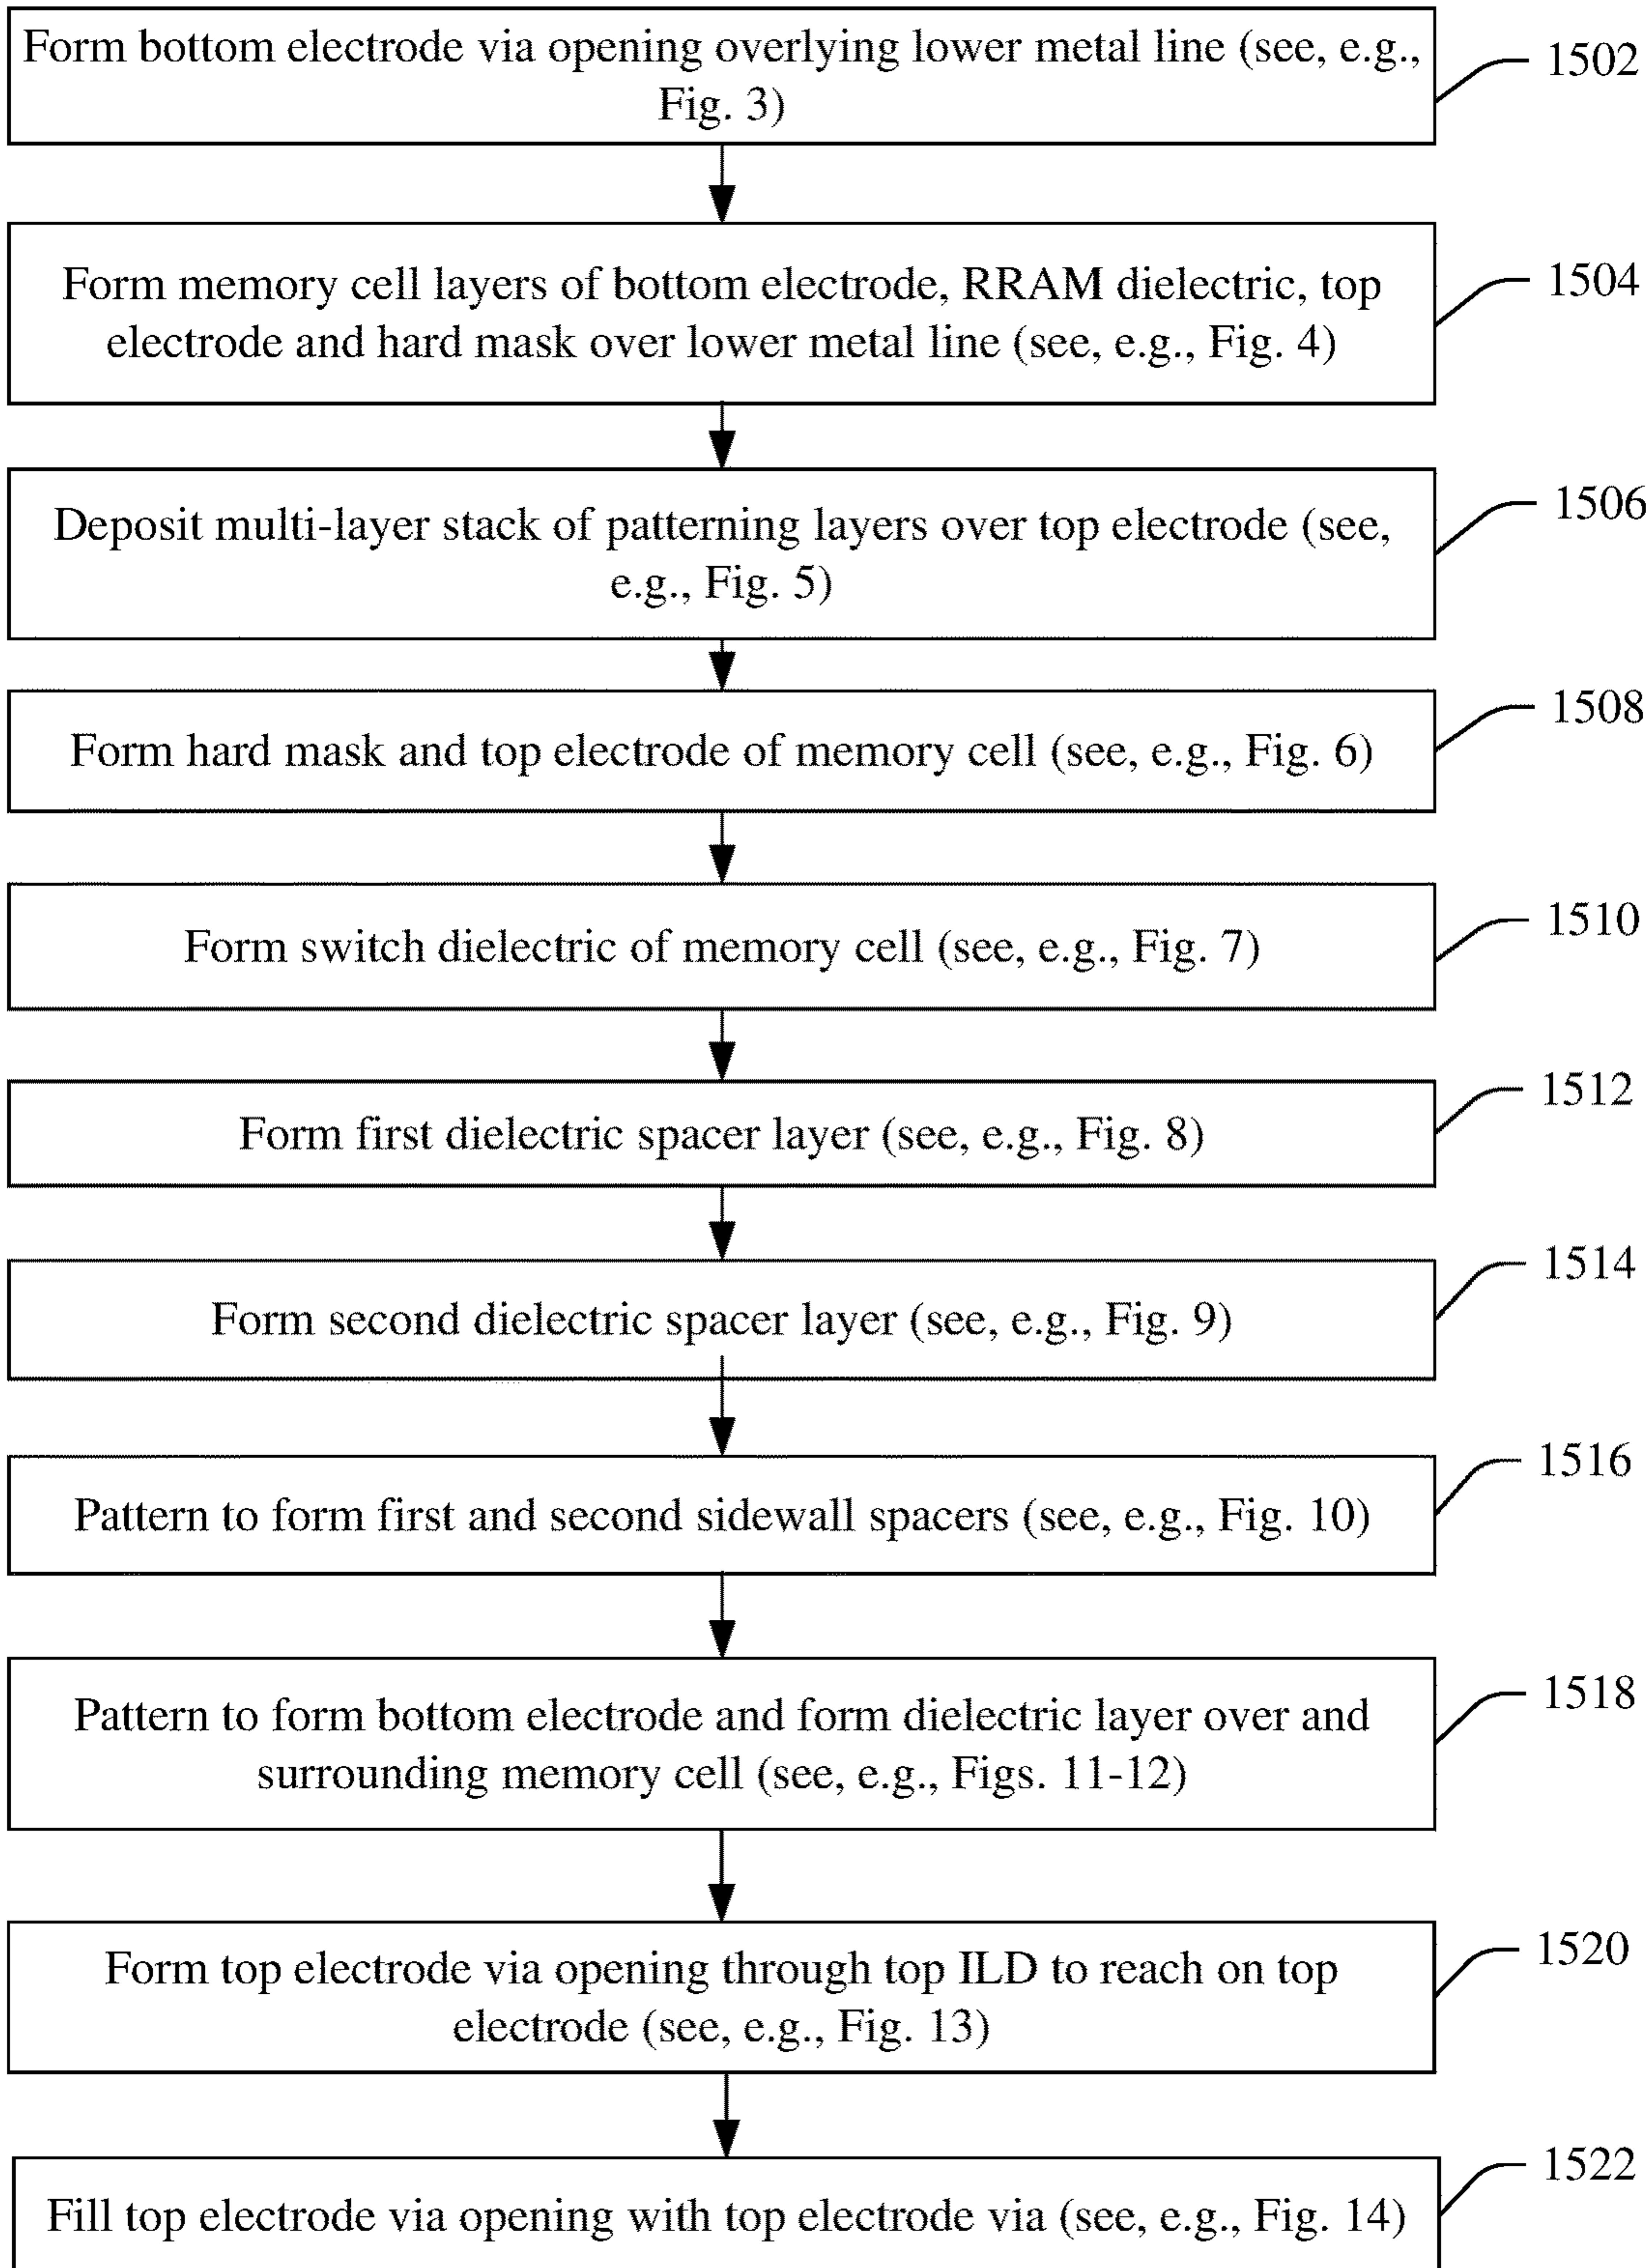 Form bottom electrode via opening overlying lower metal line (see, e.g.,
Fig. 3)
1502
Form memory cell layers of bottom electrode, RRAM dielectric, top
electrode and hard mask over lower metal line (see, e.g., Fig. 4)
1504
Deposit multi-layer stack of patterning layers over top electrode (see,
e.g., Fig. 5)
1506
Form hard mask and top electrode of memory cell (see, e.g., Fig. 6)
1508
Form switch dielectric of memory cell (see, e.g., Fig. 7)
1510
Form first dielectric spacer layer (see, e.g., Fig. 8)
1512
Form second dielectric spacer layer (see, e.g., Fig. 9)
1514
Pattern to form first and second sidewall spacers (see, e.g., Fig. 10)
1516
Pattern to form bottom electrode and form dielectric layer over and
surrounding memory cell (see, e.g., Figs. 11-12)
1518
Form top electrode via opening through top ILD to reach on top
electrode (see, e.g., Fig. 13)
1520
Fill top electrode via opening with top electrode via (see, e.g., Fig. 14)
1522